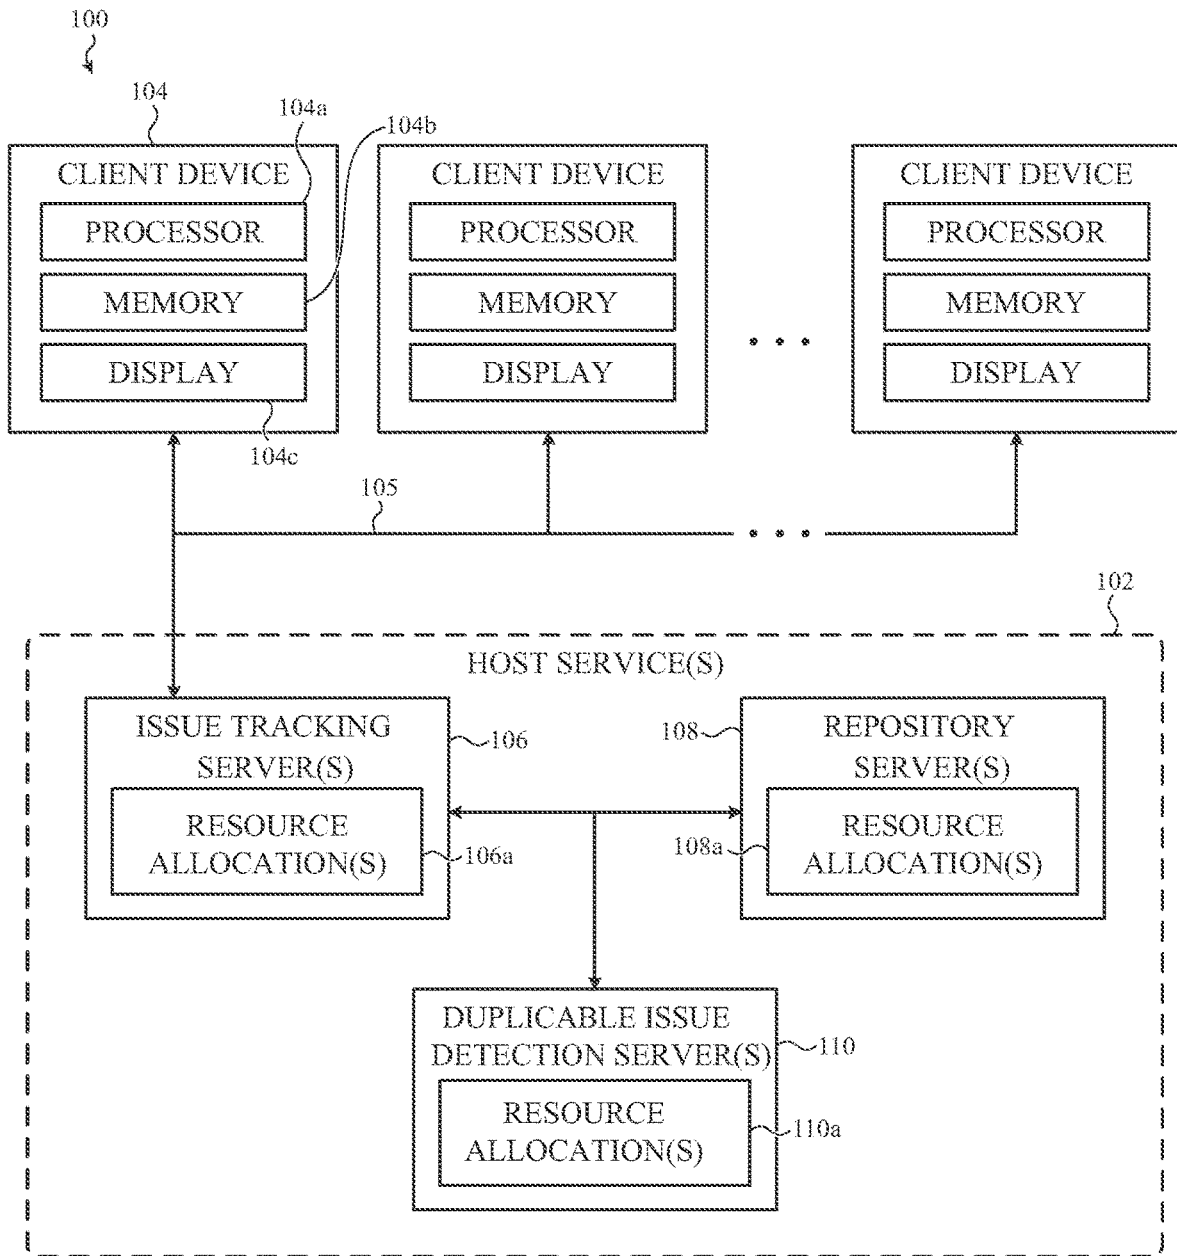 100
104
104a
104b
CLIENT DEVICE
PROCESSOR
MEMORY
DISPLAY
104c
CLIENT DEVICE
PROCESSOR
MEMORY
DISPLAY
. . .
CLIENT DEVICE
PROCESSOR
MEMORY
DISPLAY
105
. . .
102
HOST SERVICE(S)
ISSUE TRACKING
SERVER(S)
106
RESOURCE
ALLOCATION(S)
106a
108
REPOSITORY
SERVER(S)
108a
RESOURCE
ALLOCATION(S)
DUPLICABLE ISSUE
DETECTION SERVER(S)
110
RESOURCE
ALLOCATION(S)
110a